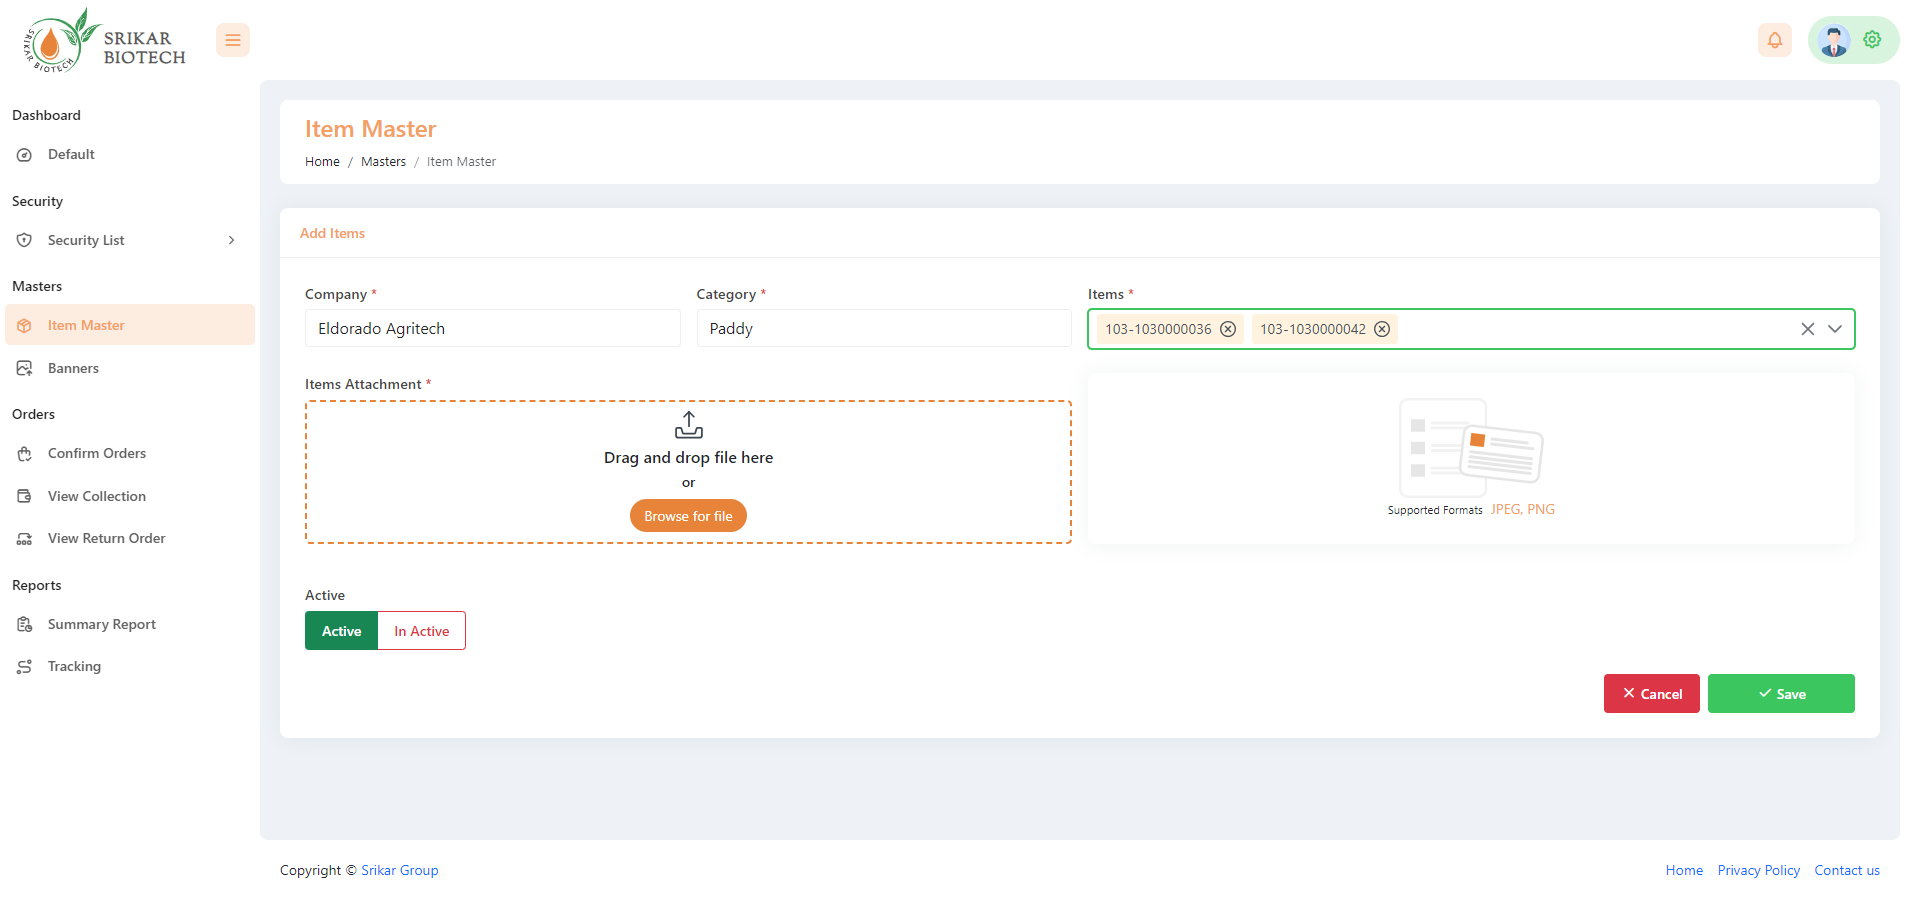 SRIKAR BIOTECH
SRIKAR
BIOTECH
Dashboard
Default
Security
Security List
Masters
Item Master
Banners
Orders
Confirm Orders
View Collection
View Return Order
Reports
Summary Report
Tracking
Item Master
Home / Masters / Item Master
Add Items
Company * Category * Items *
Eldorado Agritech Paddy 103-1030000036 103-1030000042
Items Attachment *
Drag and drop file here
or
Browse for file
Supported Formats JPEG, PNG
Active
Active In Active
Cancel Save
Copyright © Srikar Group Home Privacy Policy Contact us